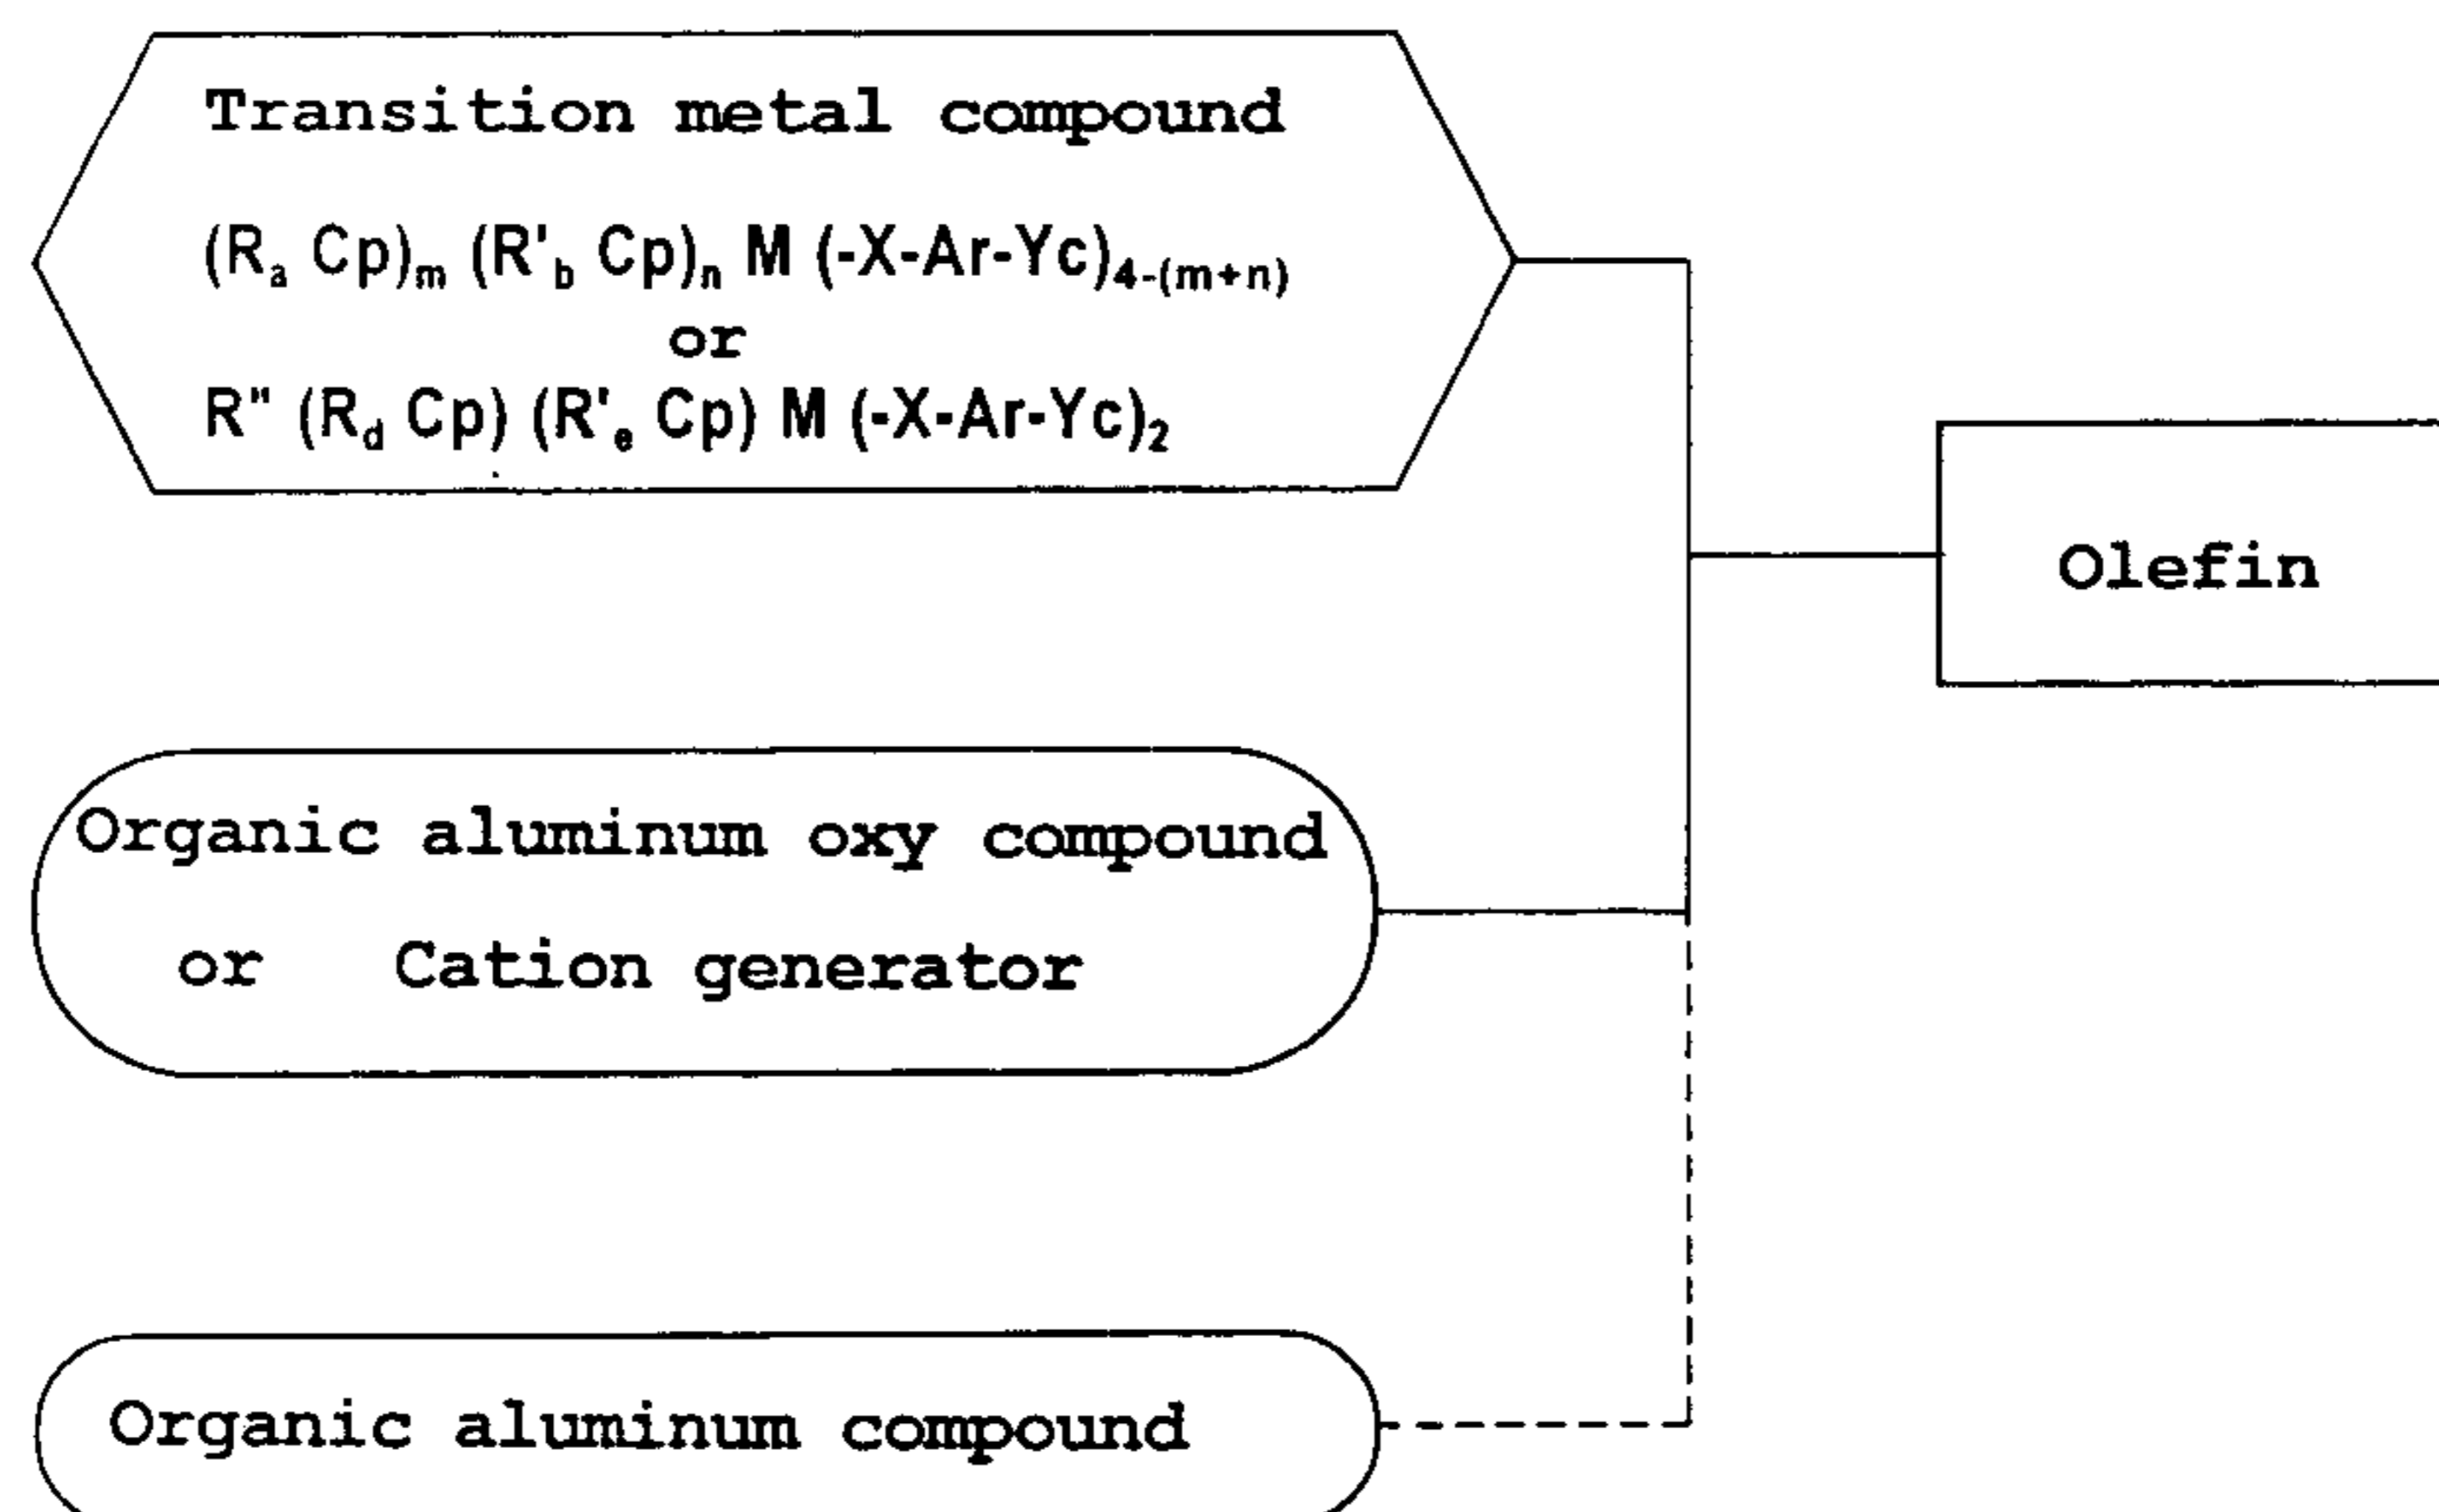 Transition metal compound
(Rₐ Cp)ₘ (R'b Cp)ₙ M (-X-Ar-Yc)₄₋₍ₘ₊ₙ₎
or
R" (Rd Cp) (R'ₑ Cp) M (-X-Ar-Yc)₂
Olefin
Organic aluminum oxy compound
or Cation generator
Organic aluminum compound